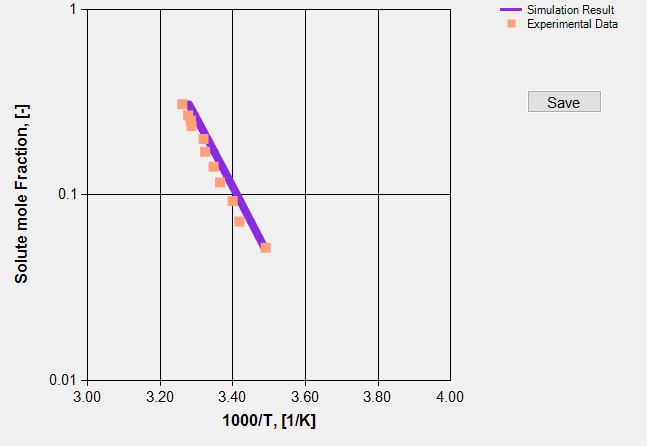 1
Simulation Result
Experimental Data
Save
Solute mole Fraction, [-]
0.1
0.01
3.00 3.20 3.40 3.60 3.80 4.00
1000/T, [1/K]